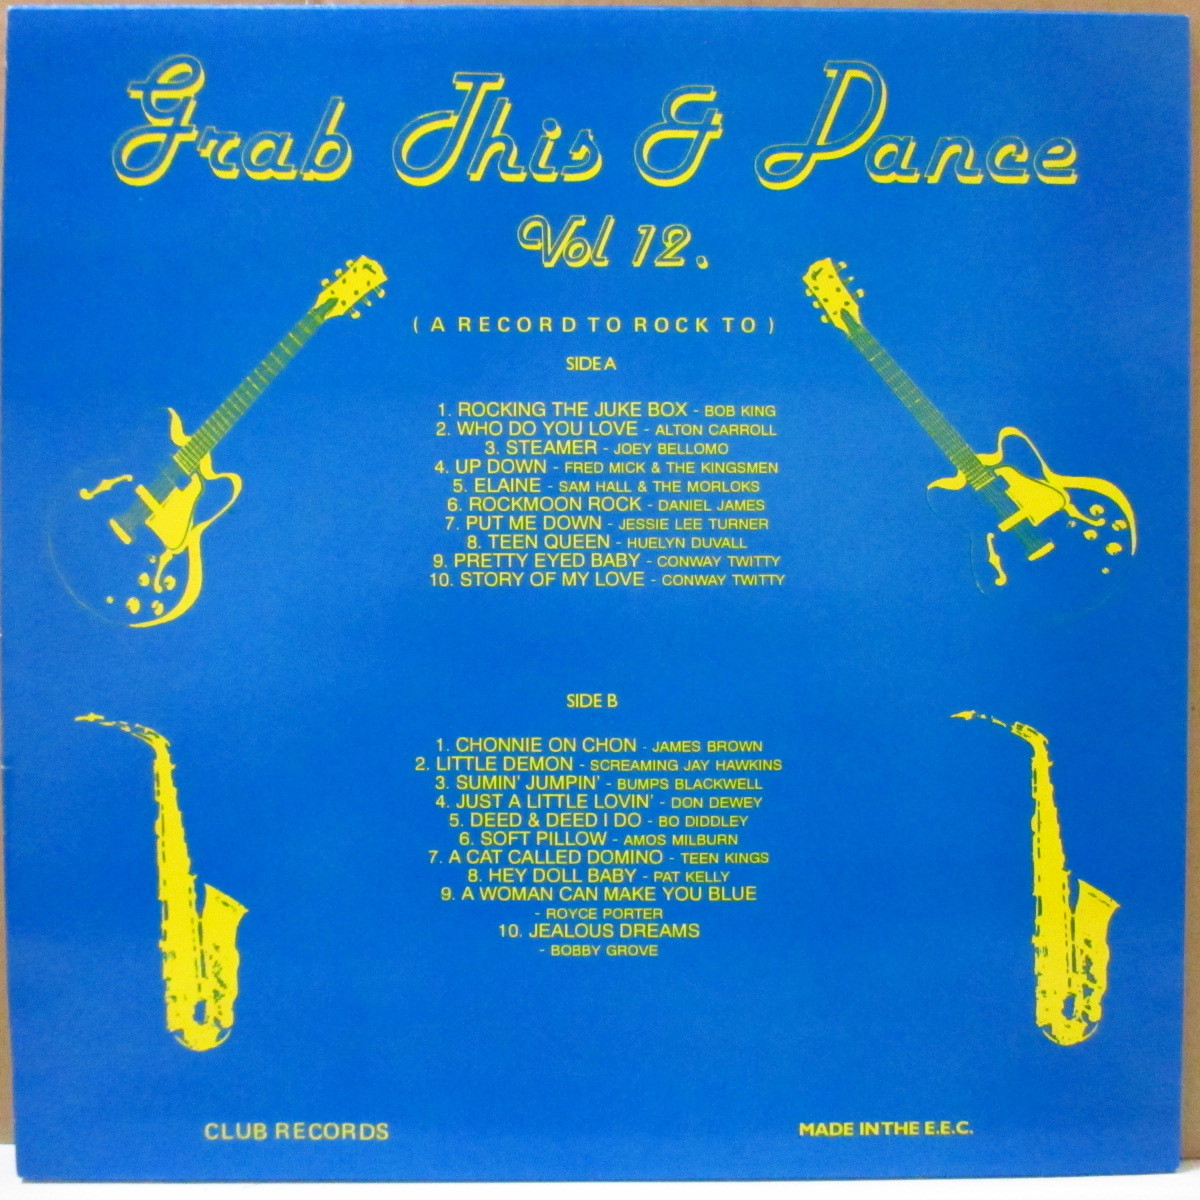 Grab This & Dance
Vol 12.
( A RECORD TO ROCK TO )
SIDE A
1. ROCKING THE JUKE BOX - BOB KING
2. WHO DO YOU LOVE - ALTON CARROLL
3. STEAMER - JOEY BELLOMO
4. UP DOWN - FRED MICK & THE KINGSMEN
5. ELAINE - SAM HALL & THE MORLOKS
6. ROCKMOON ROCK - DANIEL JAMES
7. PUT ME DOWN - JESSIE LEE TURNER
8. TEEN QUEEN - HUELYN DUVALL
9. PRETTY EYED BABY - CONWAY TWITTY
10. STORY OF MY LOVE - CONWAY TWITTY
SIDE B
1. CHONNIE ON CHON - JAMES BROWN
2. LITTLE DEMON - SCREAMING JAY HAWKINS
3. SUMIN' JUMPIN' - BUMPS BLACKWELL
4. JUST A LITTLE LOVIN' - DON DEWEY
5. DEED & DEED I DO - BO DIDDLEY
6. SOFT PILLOW - AMOS MILBURN
7. A CAT CALLED DOMINO - TEEN KINGS
8. HEY DOLL BABY - PAT KELLY
9. A WOMAN CAN MAKE YOU BLUE
- ROYCE PORTER
10. JEALOUS DREAMS
- BOBBY GROVE
CLUB RECORDS
MADE IN THE E.E.C.